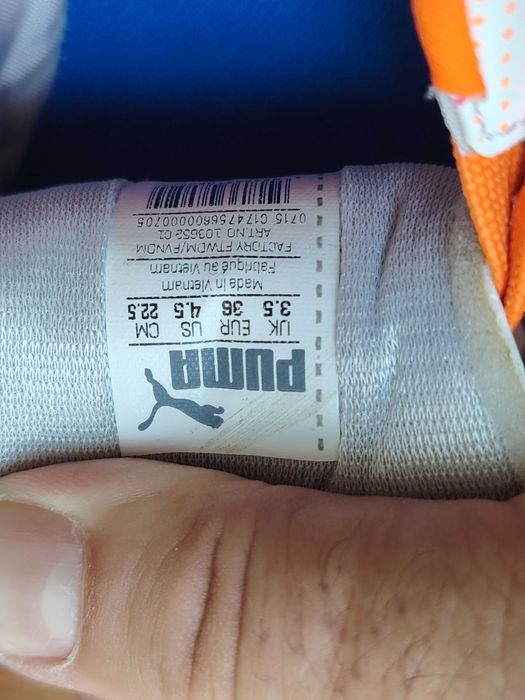 PUMA
UK EUR US CM
3.5 36 4.5 22.5
Made in Vietnam
Fabriqué au Vietnam
FACTORY FTWDM/FVNDM
ART.NO 103652 01
0715